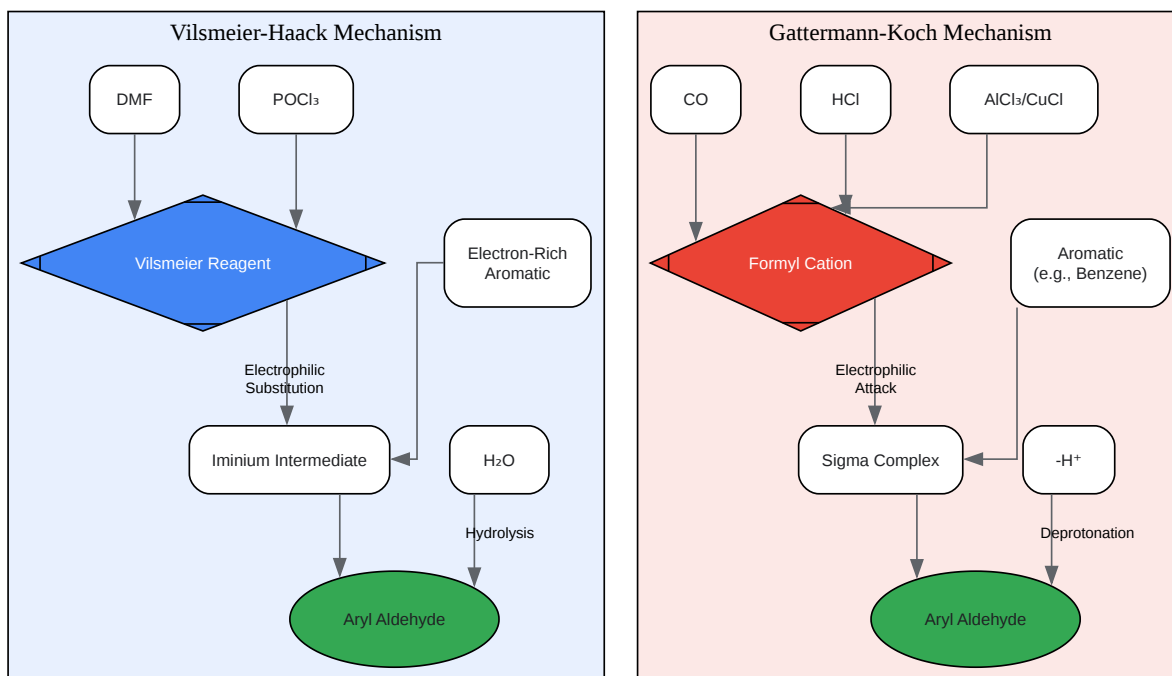 Vilsmeier-Haack Mechanism
DMF
POCl₃
Vilsmeier Reagent
Electron-Rich
Aromatic
Electrophilic
Substitution
Iminium Intermediate
H₂O
Hydrolysis
Aryl Aldehyde
Gattermann-Koch Mechanism
CO
HCl
AlCl₃/CuCl
Formyl Cation
Aromatic
(e.g., Benzene)
Electrophilic
Attack
Sigma Complex
-H⁺
Deprotonation
Aryl Aldehyde